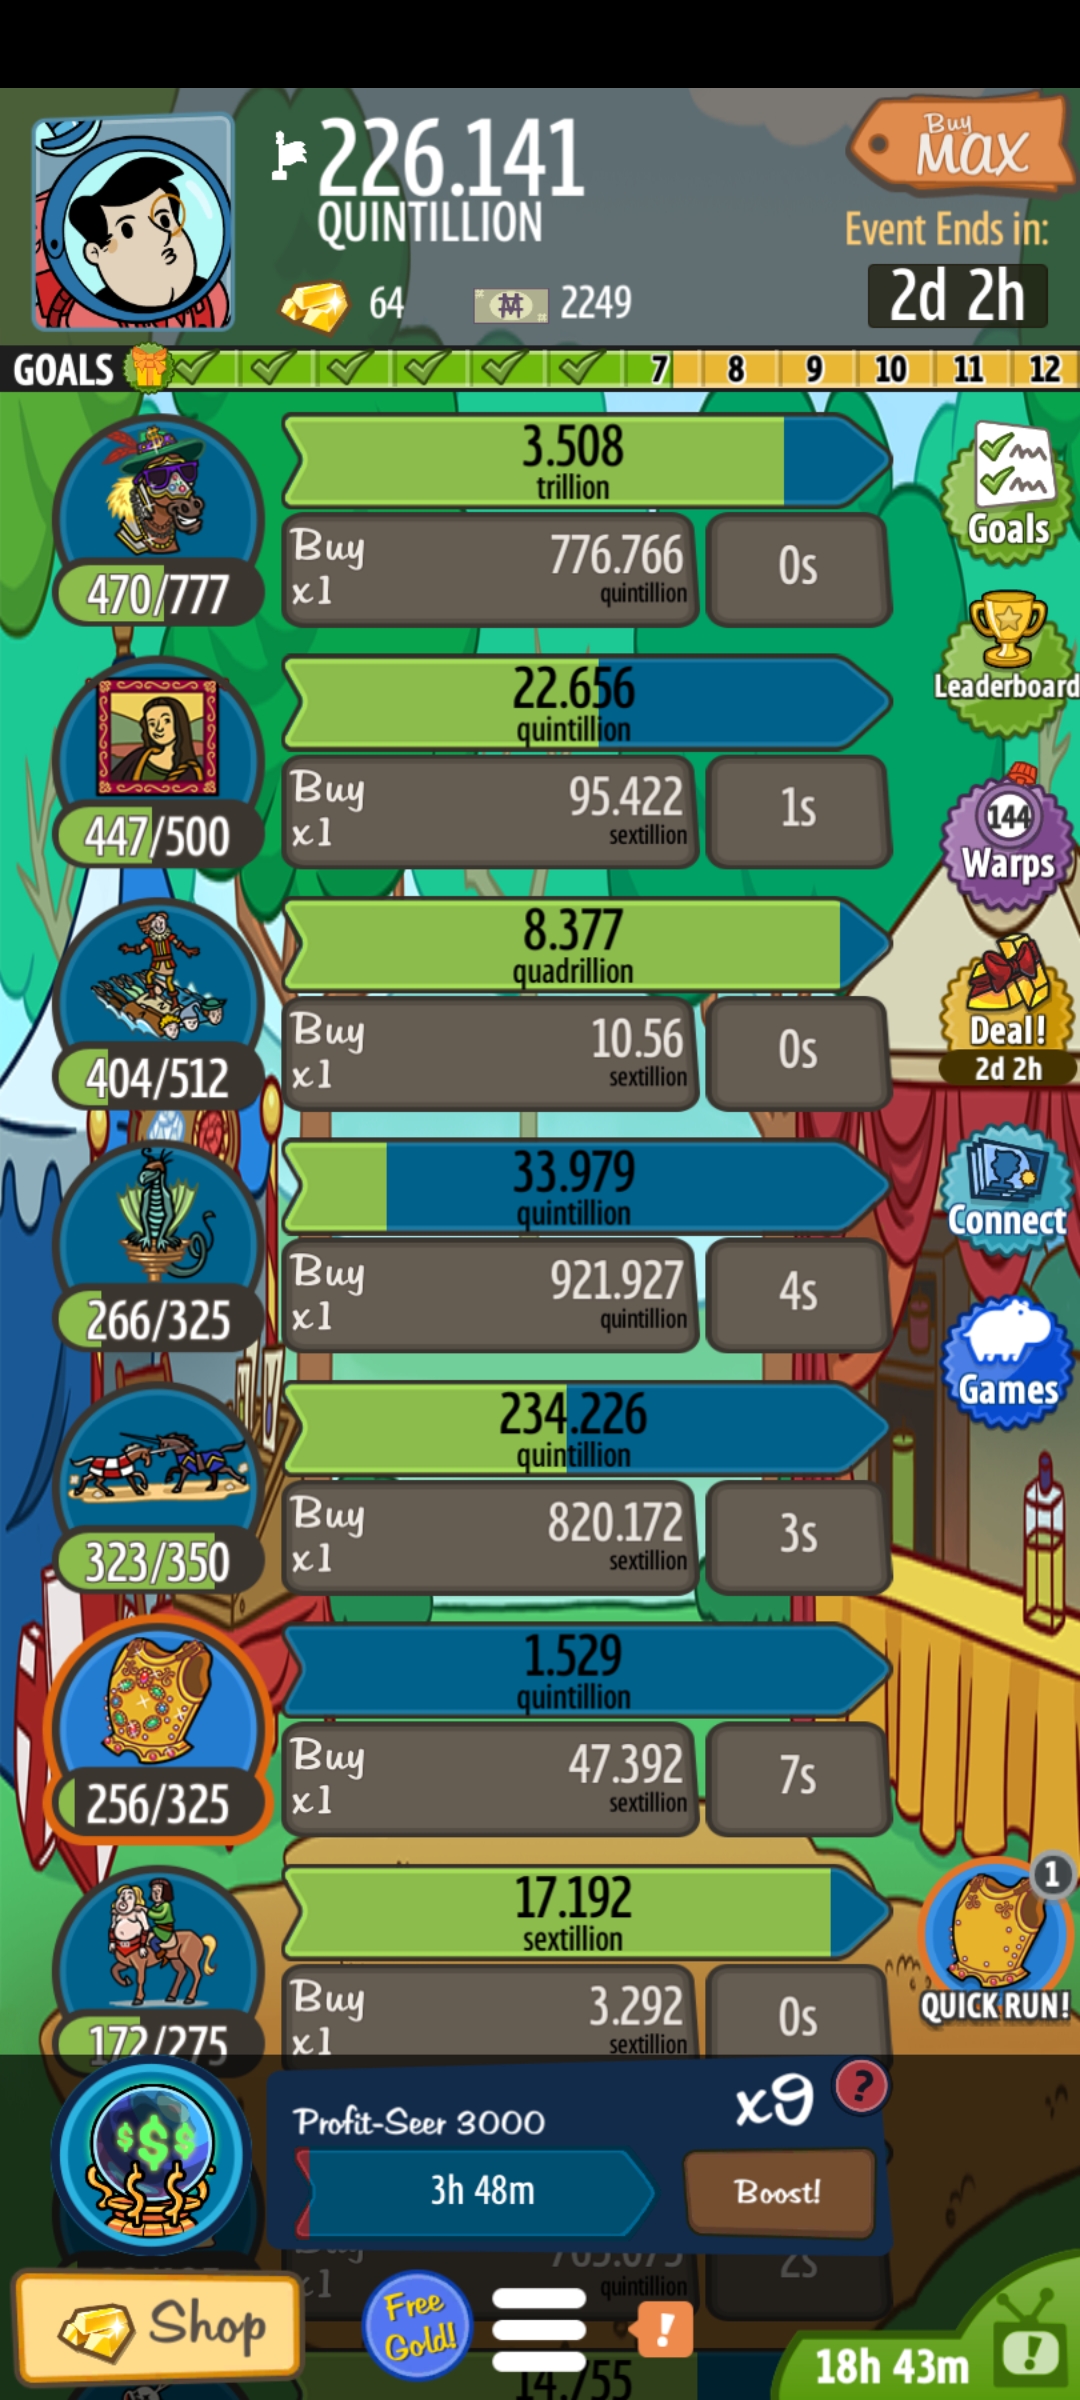 226.141
QUINTILLION
Buy
MAX
Event Ends in:
2d 2h
64
2249
GOALS 7 8 9 10 11 12
3.508
trillion
470/777
Buy
x1
776.766
quintillion
0s
Goals
22.656
quintillion
447/500
Buy
x1
95.422
sextillion
1s
Leaderboard
144
Warps
8.377
quadrillion
404/512
Buy
x1
10.56
sextillion
0s
Deal!
2d 2h
33.979
quintillion
266/325
Buy
x1
921.927
quintillion
4s
Connect
Games
234.226
quintillion
323/350
Buy
x1
820.172
sextillion
3s
1.529
quintillion
256/325
Buy
x1
47.392
sextillion
7s
17.192
sextillion
172/275
Buy
x1
3.292
sextillion
0s
1
QUICK RUN!
$$$
Profit-Seer 3000
x9
?
3h 48m
Boost!
quintillion
2s
Shop
Free
Gold!
!
14.755
18h 43m
!